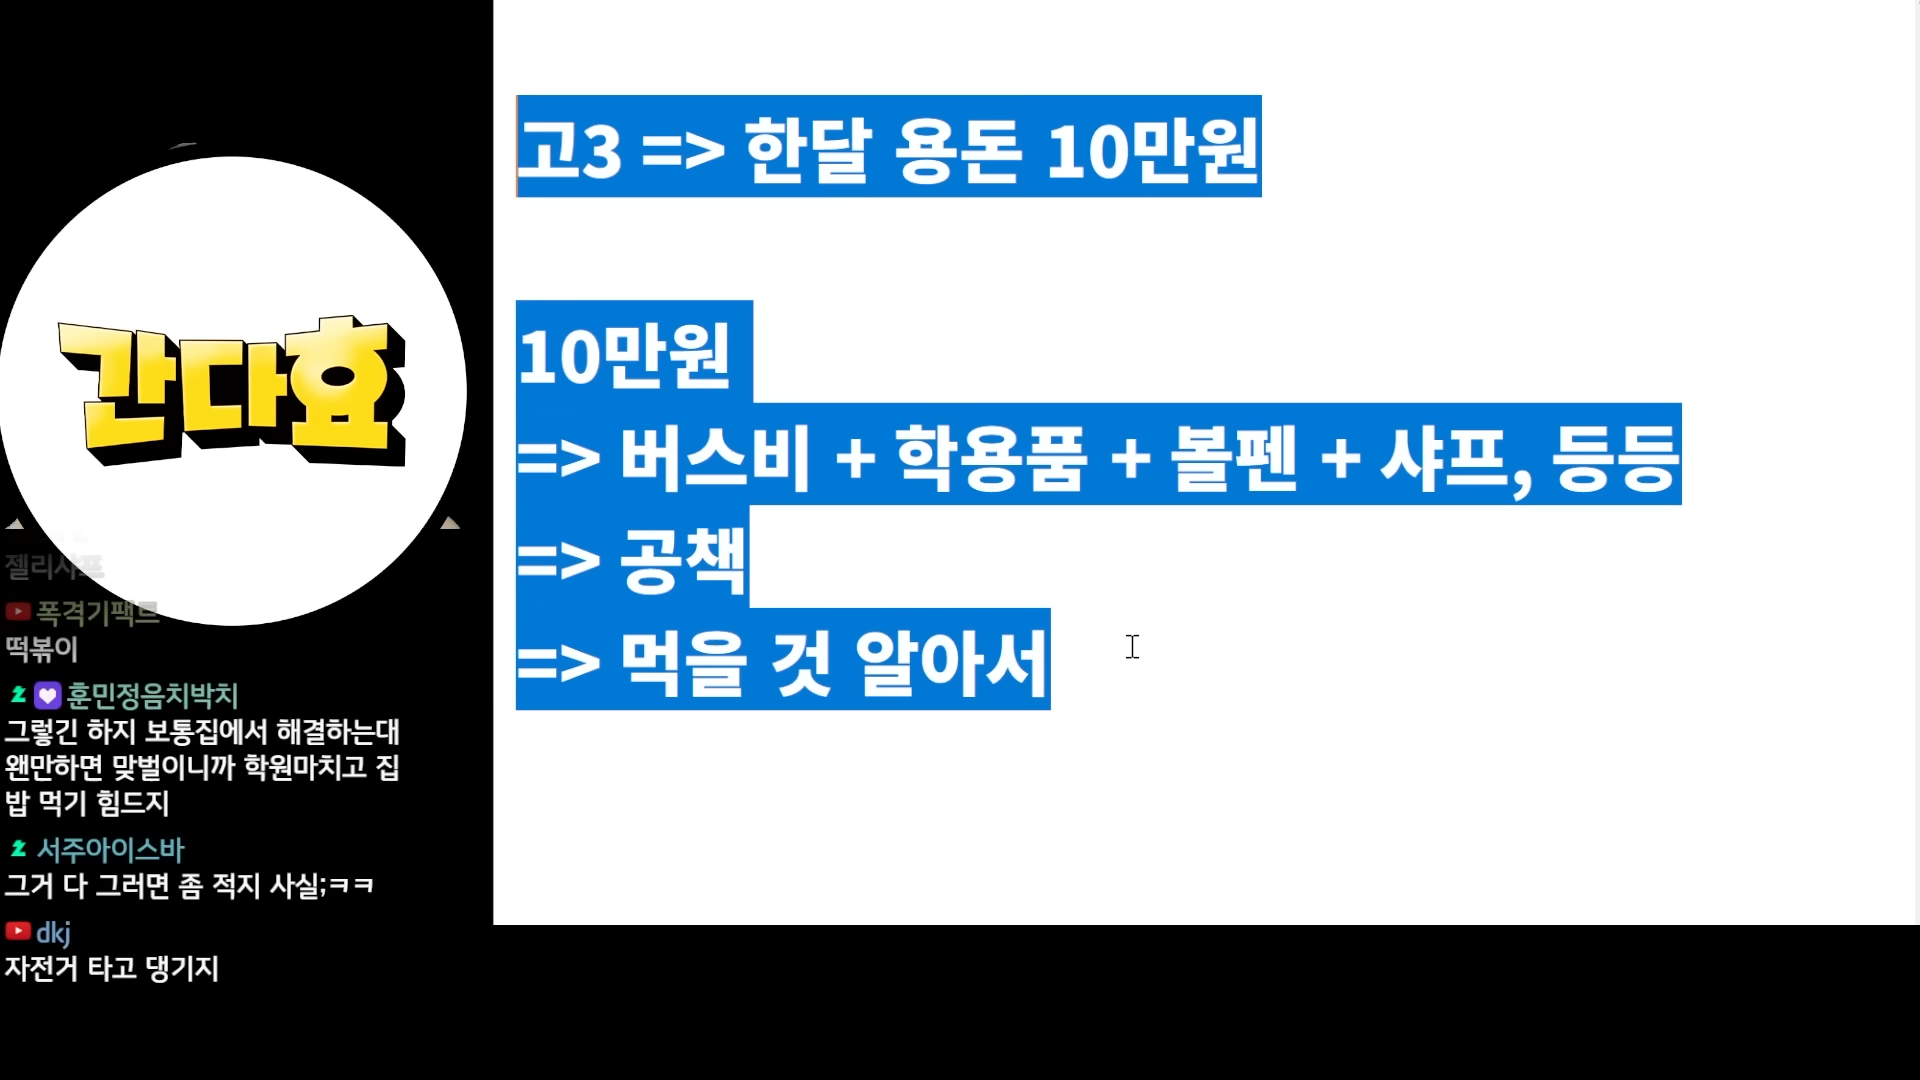 고3 => 한달 용돈 10만원
10만원
=> 버스비 + 학용품 + 볼펜 + 샤프, 등등
=> 공책
=> 먹을 것 알아서
간다효
젤리샤프
폭격기팩트
떡볶이
훈민정음치박치
그렇긴 하지 보통집에서 해결하는대
왠만하면 맞벌이니까 학원마치고 집
밥 먹기 힘드지
서주아이스바
그거 다 그러면 좀 적지 사실;ㅋㅋ
dkj
자전거 타고 댕기지